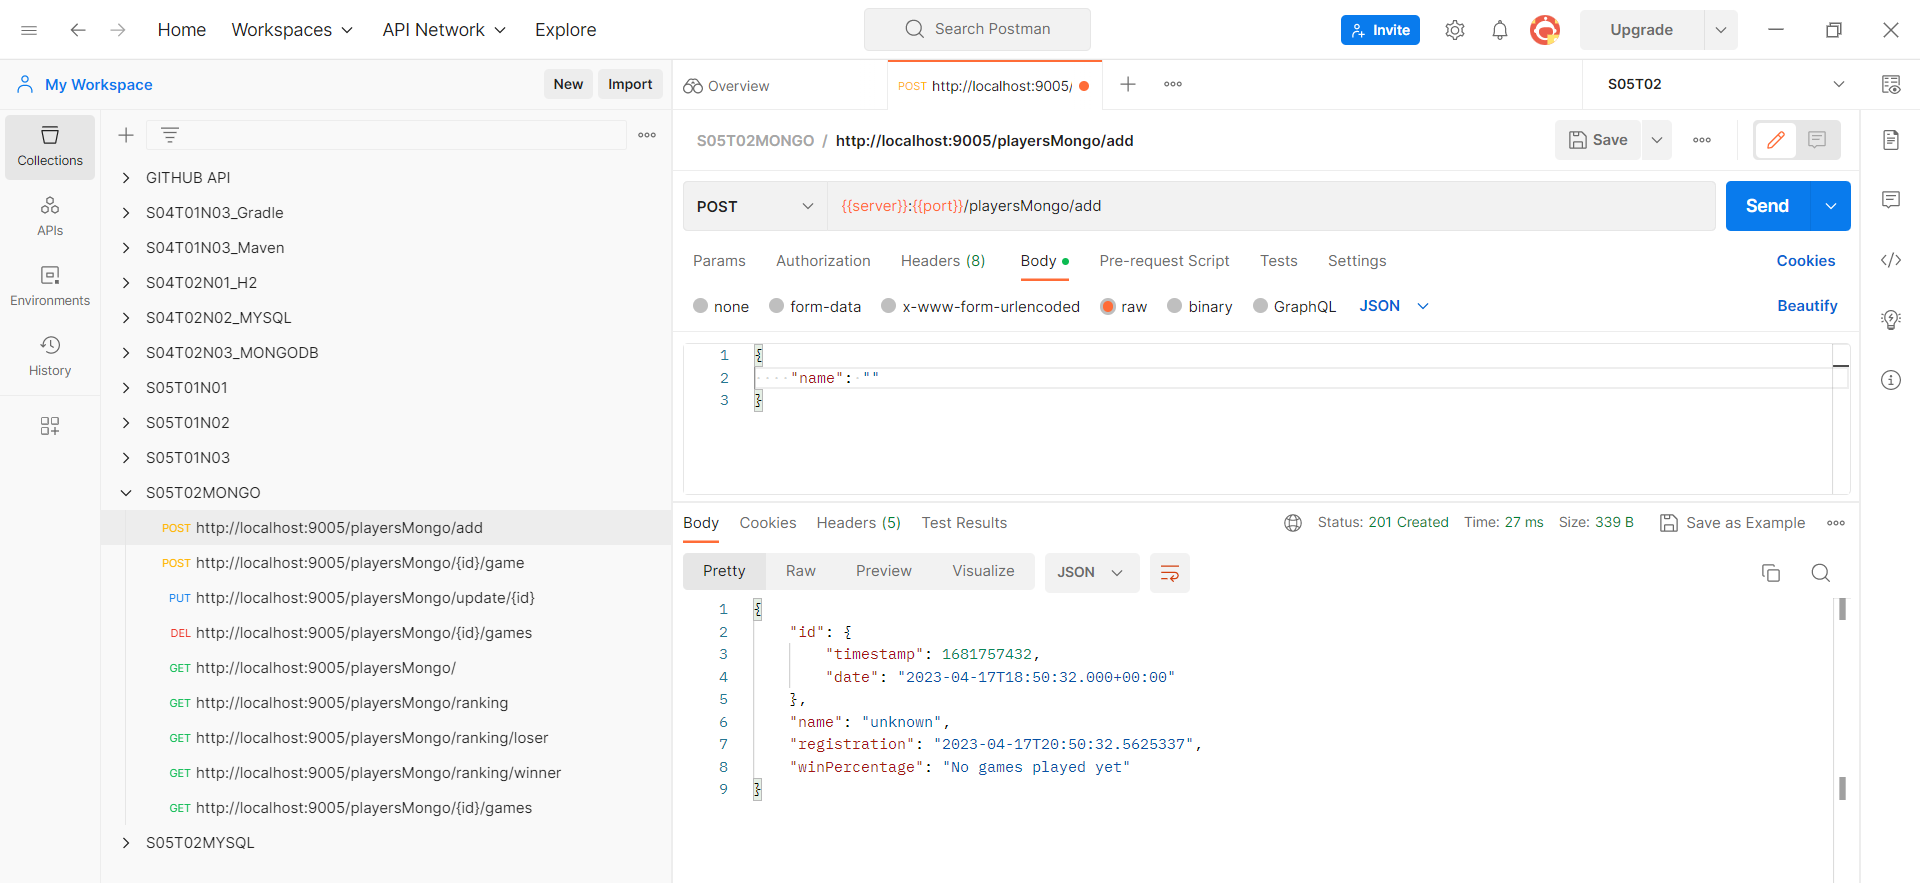 Home Workspaces API Network Explore Search Postman Invite Upgrade
My Workspace New Import Overview POST http://localhost:9005/ S05T02
Collections
APIs
Environments
History
GITHUB API
S04T01N03_Gradle
S04T01N03_Maven
S04T02N01_H2
S04T02N02_MYSQL
S04T02N03_MONGODB
S05T01N01
S05T01N02
S05T01N03
S05T02MONGO
POST http://localhost:9005/playersMongo/add
POST http://localhost:9005/playersMongo/{id}/game
PUT http://localhost:9005/playersMongo/update/{id}
DEL http://localhost:9005/playersMongo/{id}/games
GET http://localhost:9005/playersMongo/
GET http://localhost:9005/playersMongo/ranking
GET http://localhost:9005/playersMongo/ranking/loser
GET http://localhost:9005/playersMongo/ranking/winner
GET http://localhost:9005/playersMongo/{id}/games
S05T02MYSQL
S05T02MONGO / http://localhost:9005/playersMongo/add Save
POST {{server}}:{{port}}/playersMongo/add Send
Params Authorization Headers (8) Body Pre-request Script Tests Settings Cookies
none form-data x-www-form-urlencoded raw binary GraphQL JSON Beautify
1 {
2 "name": ""
3 }
Body Cookies Headers (5) Test Results Status: 201 Created Time: 27 ms Size: 339 B Save as Example
Pretty Raw Preview Visualize JSON
1 {
2 "id": {
3 "timestamp": 1681757432,
4 "date": "2023-04-17T18:50:32.000+00:00"
5 },
6 "name": "unknown",
7 "registration": "2023-04-17T20:50:32.5625337",
8 "winPercentage": "No games played yet"
9 }